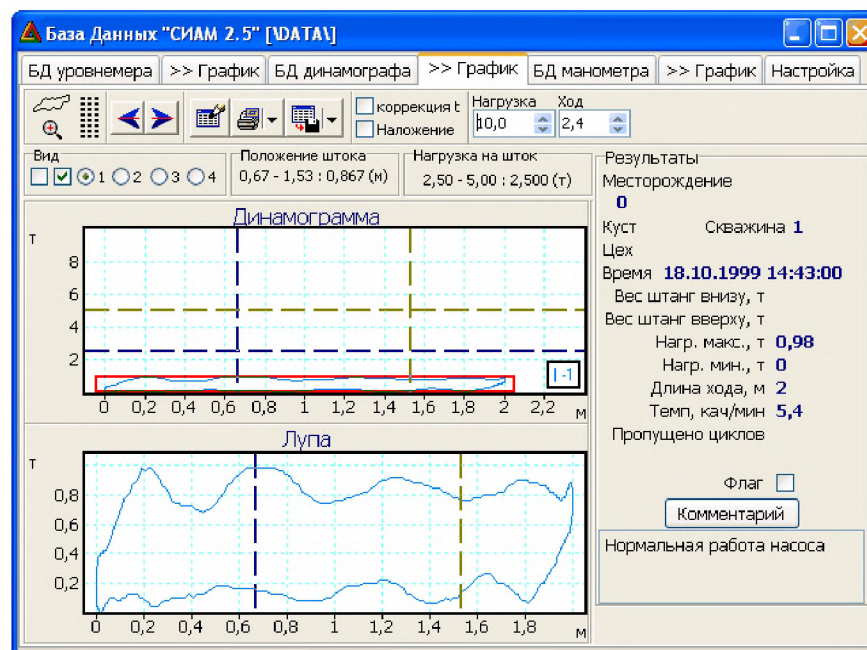 База Данных "СИАМ 2.5" [\DATA\]
БД уровнемера >> График БД динамографа >> График БД манометра >> График Настройка
коррекция t Нагрузка Ход
Наложение 10,0 2,4
Вид Положение штока Нагрузка на шток
1 2 3 4 0,67 - 1,53 : 0,867 (м) 2,50 - 5,00 : 2,500 (т)
Динамограмма
т
8
6
4
2
I -1
0 0,2 0,4 0,6 0,8 1 1,2 1,4 1,6 1,8 2 2,2 м
Лупа
т
0,8
0,6
0,4
0,2
0 0,2 0,4 0,6 0,8 1 1,2 1,4 1,6 1,8 м
Результаты
Месторождение
0
Куст Скважина 1
Цех
Время 18.10.1999 14:43:00
Вес штанг внизу, т
Вес штанг вверху, т
Нагр. макс., т 0,98
Нагр. мин., т 0
Длина хода, м 2
Темп, кач/мин 5,4
Пропущено циклов
Флаг
Комментарий
Нормальная работа насоса